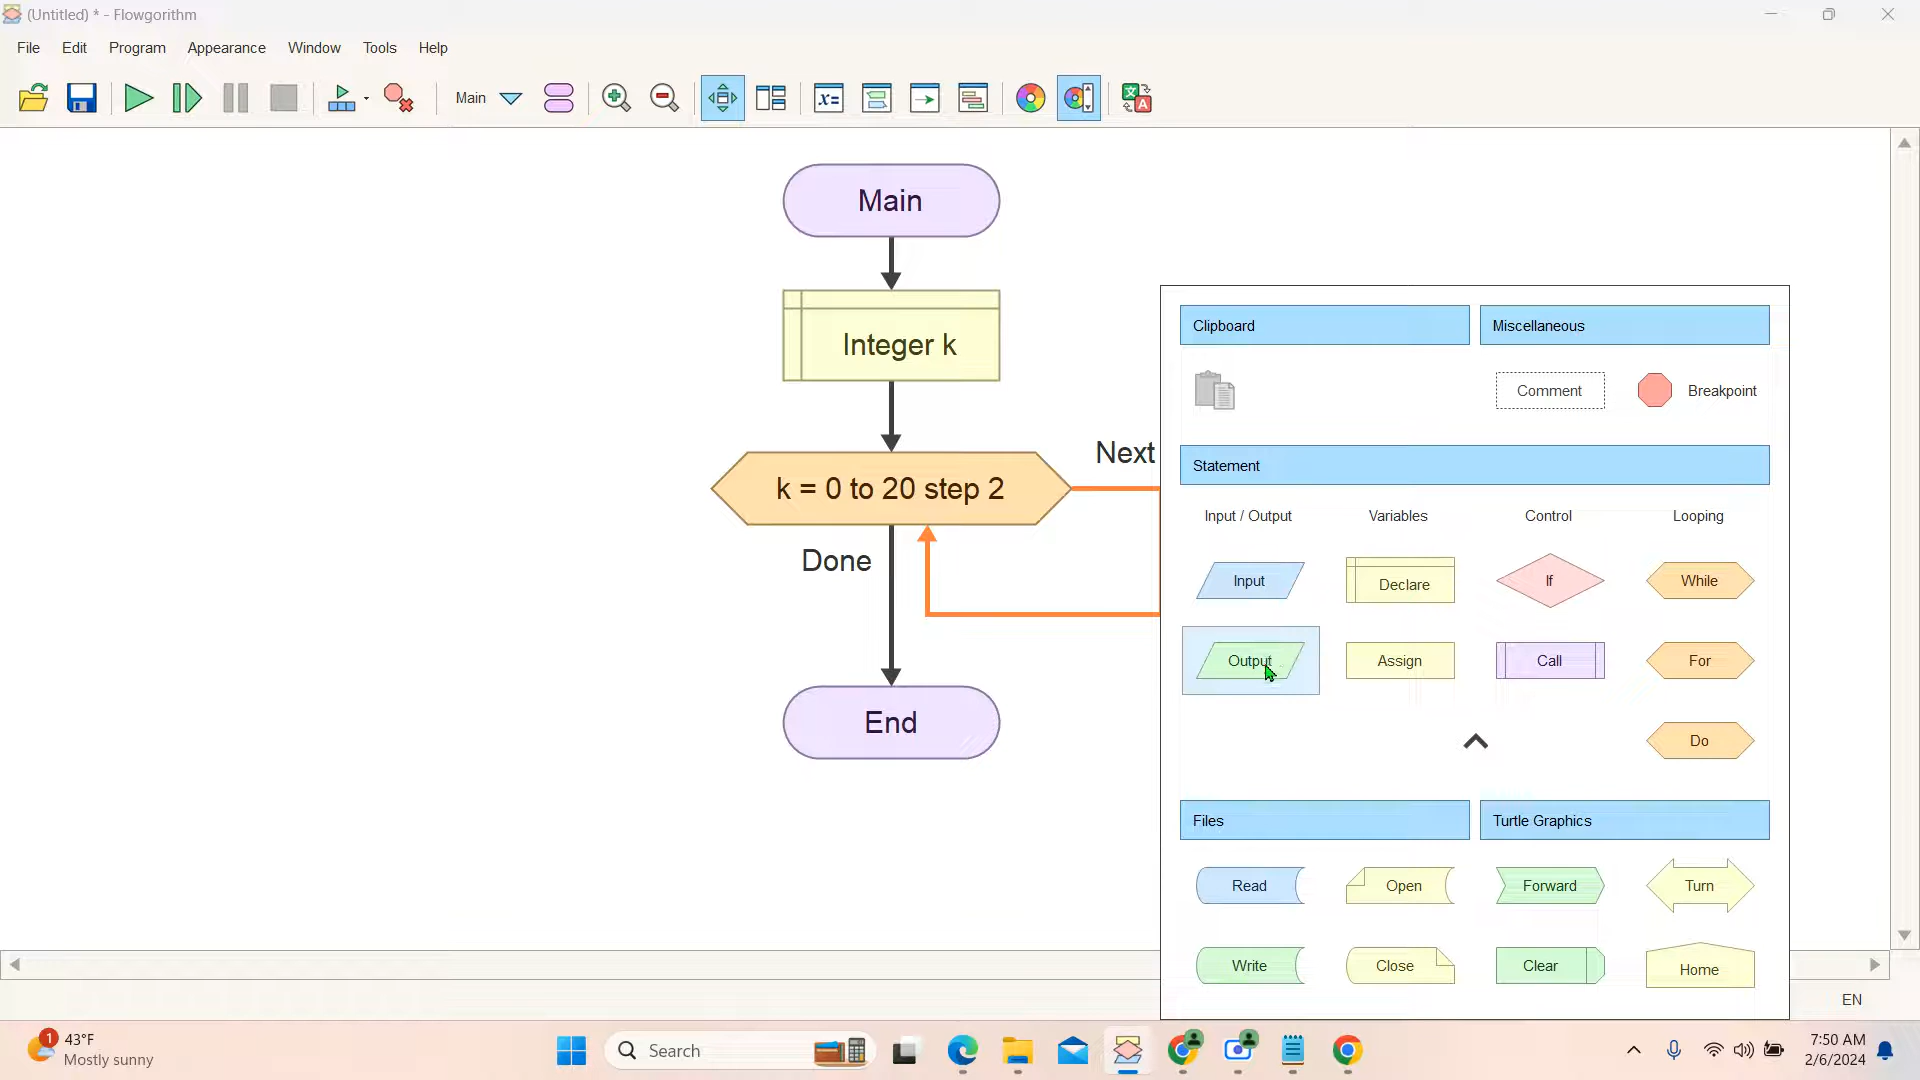 (Untitled) * - Flowgorithm
File Edit Program Appearance Window Tools Help
Main
Main
Integer k
k = 0 to 20 step 2
Next
Done
End
Clipboard Miscellaneous
Comment Breakpoint
Statement
Input / Output Variables Control Looping
Input Declare If While
Output Assign Call For
Do
Files Turtle Graphics
Read Open Forward Turn
Write Close Clear Home
EN
1
43°F
Mostly sunny
Search
7:50 AM
2/6/2024